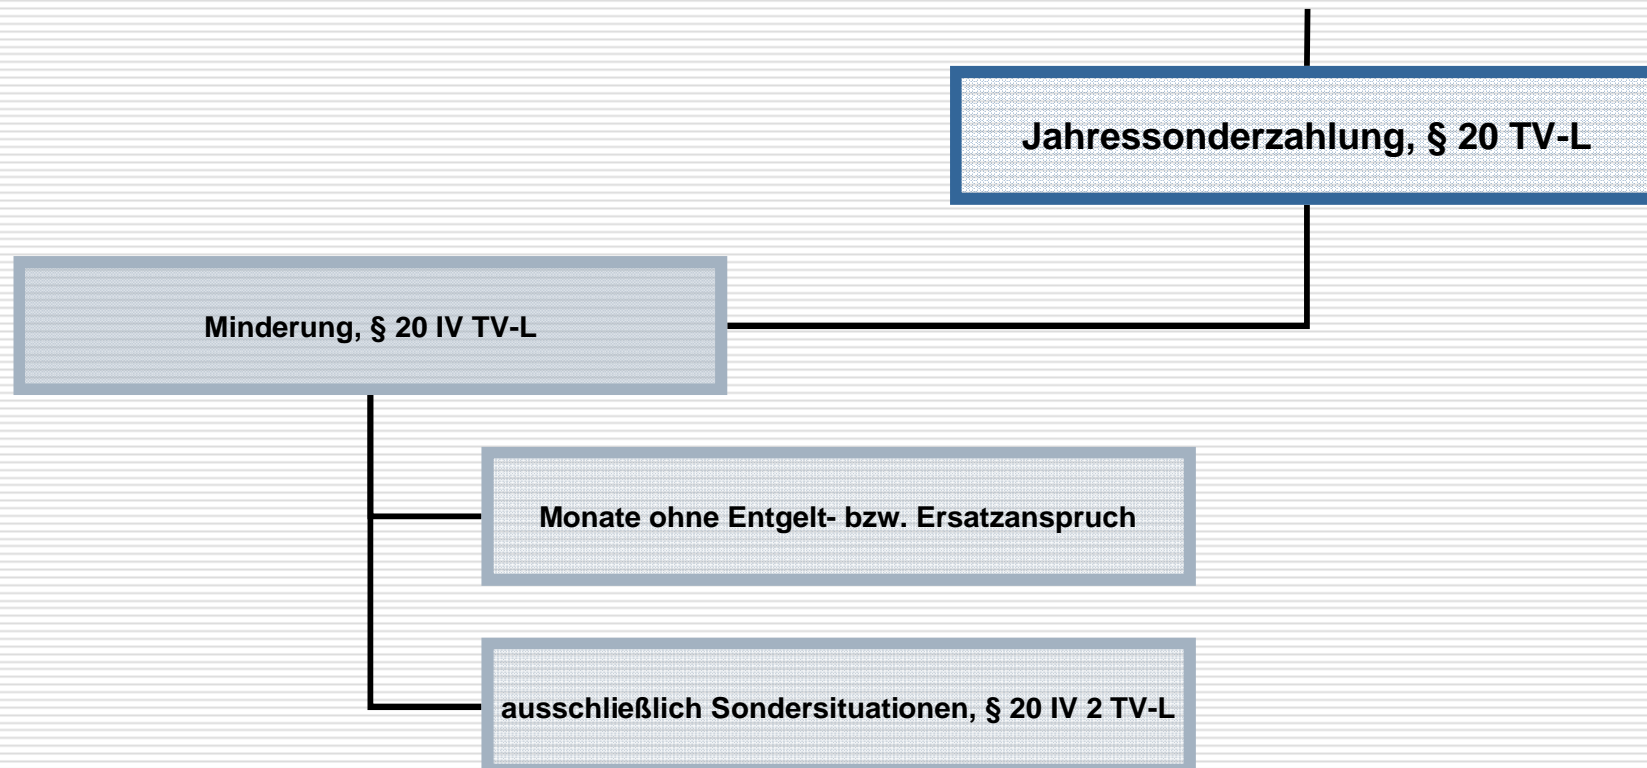 Jahressonderzahlung, § 20 TV-L
Minderung, § 20 IV TV-L
Monate ohne Entgelt- bzw. Ersatzanspruch
ausschließlich Sondersituationen, § 20 IV 2 TV-L